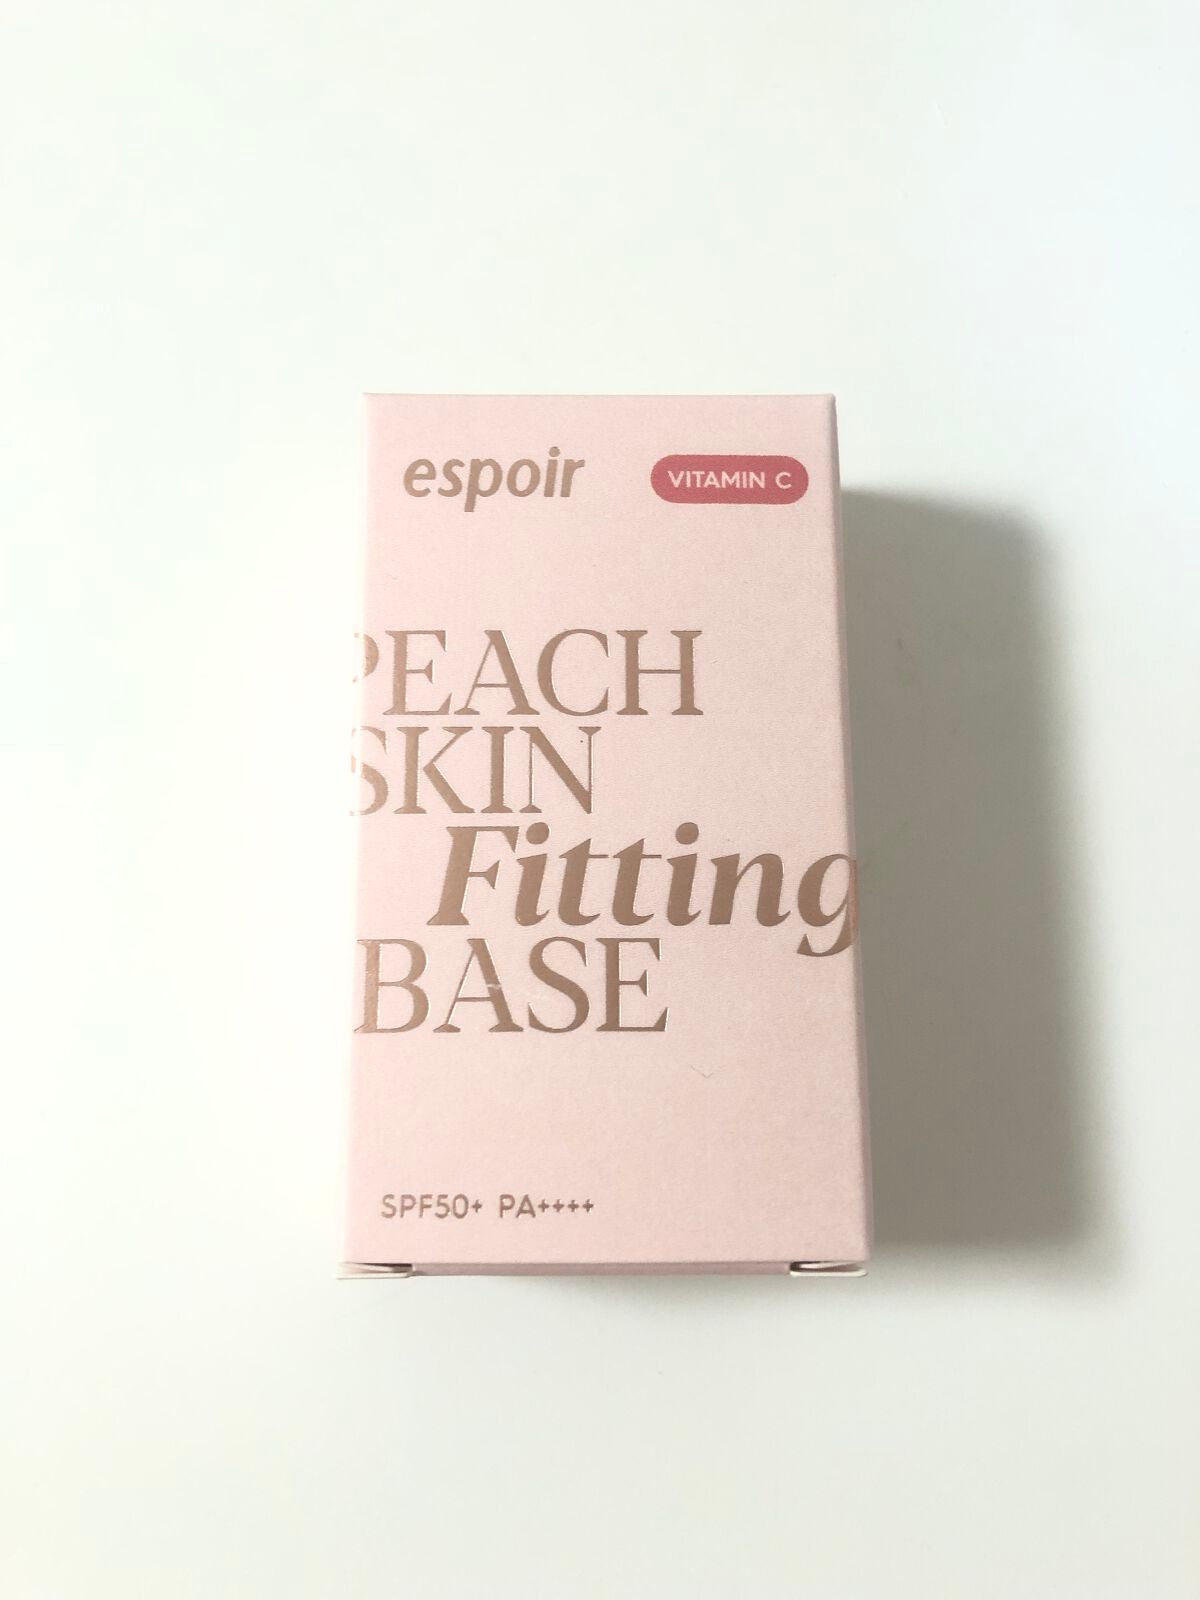 espoir
VITAMIN C
PEACH
SKIN
Fitting
BASE
SPF50+ PA++++